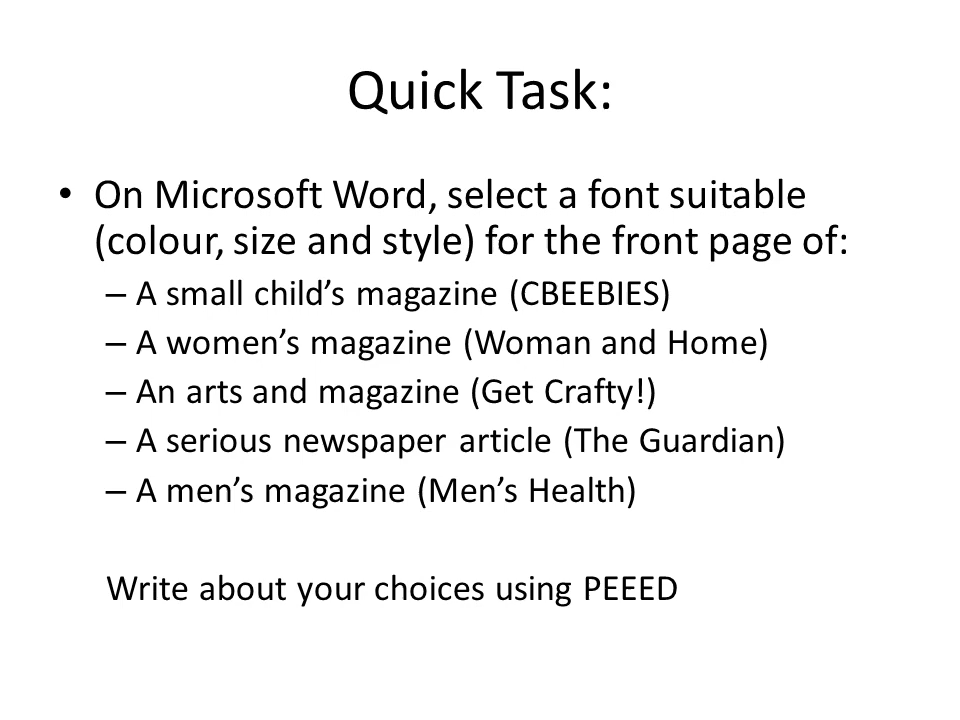 Quick Task:
• On Microsoft Word, select a font suitable
(colour, size and style) for the front page of:
– A small child’s magazine (CBEEBIES)
– A women’s magazine (Woman and Home)
– An arts and magazine (Get Crafty!)
– A serious newspaper article (The Guardian)
– A men’s magazine (Men’s Health)
Write about your choices using PEEED